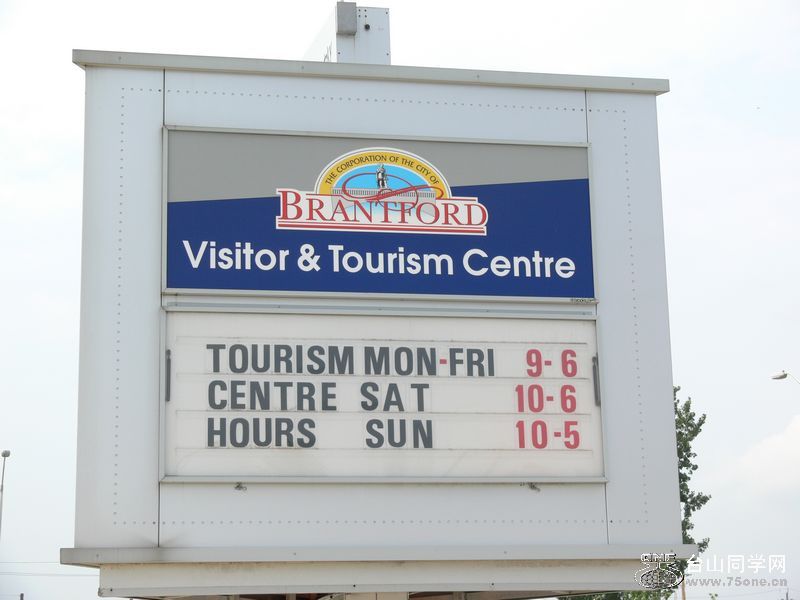 THE CORPORATION OF THE CITY OF
BRANTFORD
Visitor & Tourism Centre
TOURISM MON-FRI 9-6
CENTRE SAT 10-6
HOURS SUN 10-5
台山同学网
www.75one.cn